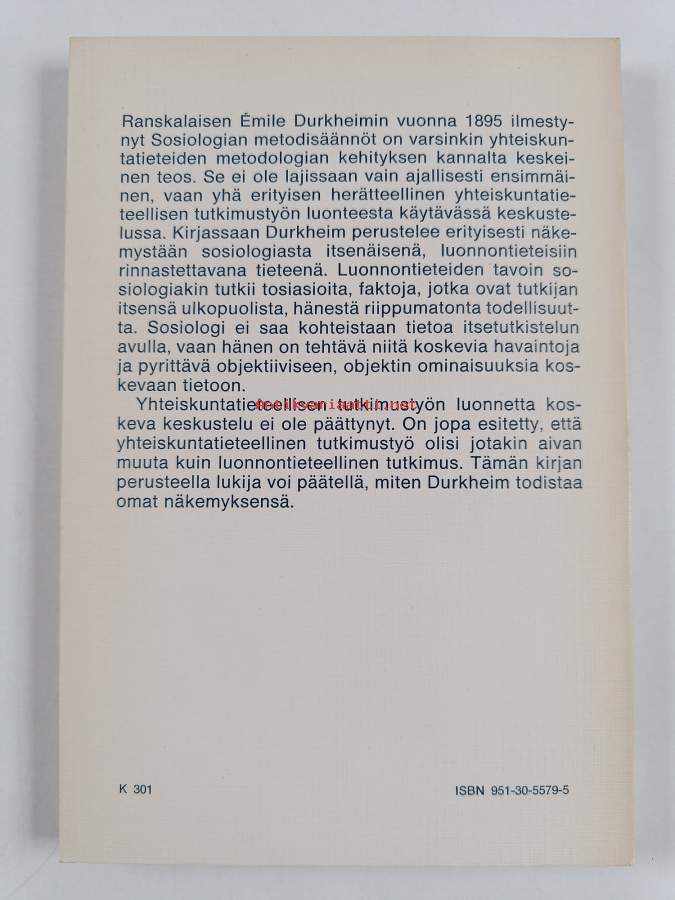 Ranskalaisen Émile Durkheimin vuonna 1895 ilmesty-
nyt Sosiologian metodisäännöt on varsinkin yhteiskun-
tatieteiden metodologian kehityksen kannalta keskei-
nen teos. Se ei ole lajissaan vain ajallisesti ensimmäi-
nen, vaan yhä erityisen herätteellinen yhteiskuntatie-
teellisen tutkimustyön luonteesta käytävässä keskuste-
lussa. Kirjassaan Durkheim perustelee erityisesti näke-
mystään sosiologiasta itsenäisenä, luonnontieteisiin
rinnastettavana tieteenä. Luonnontieteiden tavoin so-
siologiakin tutkii tosiasioita, faktoja, jotka ovat tutkijan
itsensä ulkopuolista, hänestä riippumatonta todellisuut-
ta. Sosiologi ei saa kohteistaan tietoa itsetutkistelun
avulla, vaan hänen on tehtävä niitä koskevia havaintoja
ja pyrittävä objektiiviseen, objektin ominaisuuksia kos-
kevaan tietoon.
Yhteiskuntatieteellisen tutkimustyön luonnetta kos-
antikvariaatti.net
keva keskustelu ei ole päättynyt. On jopa esitetty, että
yhteiskuntatieteellinen tutkimustyö olisi jotakin aivan
muuta kuin luonnontieteellinen tutkimus. Tämän kirjan
perusteella lukija voi päätellä, miten Durkheim todistaa
omat näkemyksensä.
K 301
ISBN 951-30-5579-5